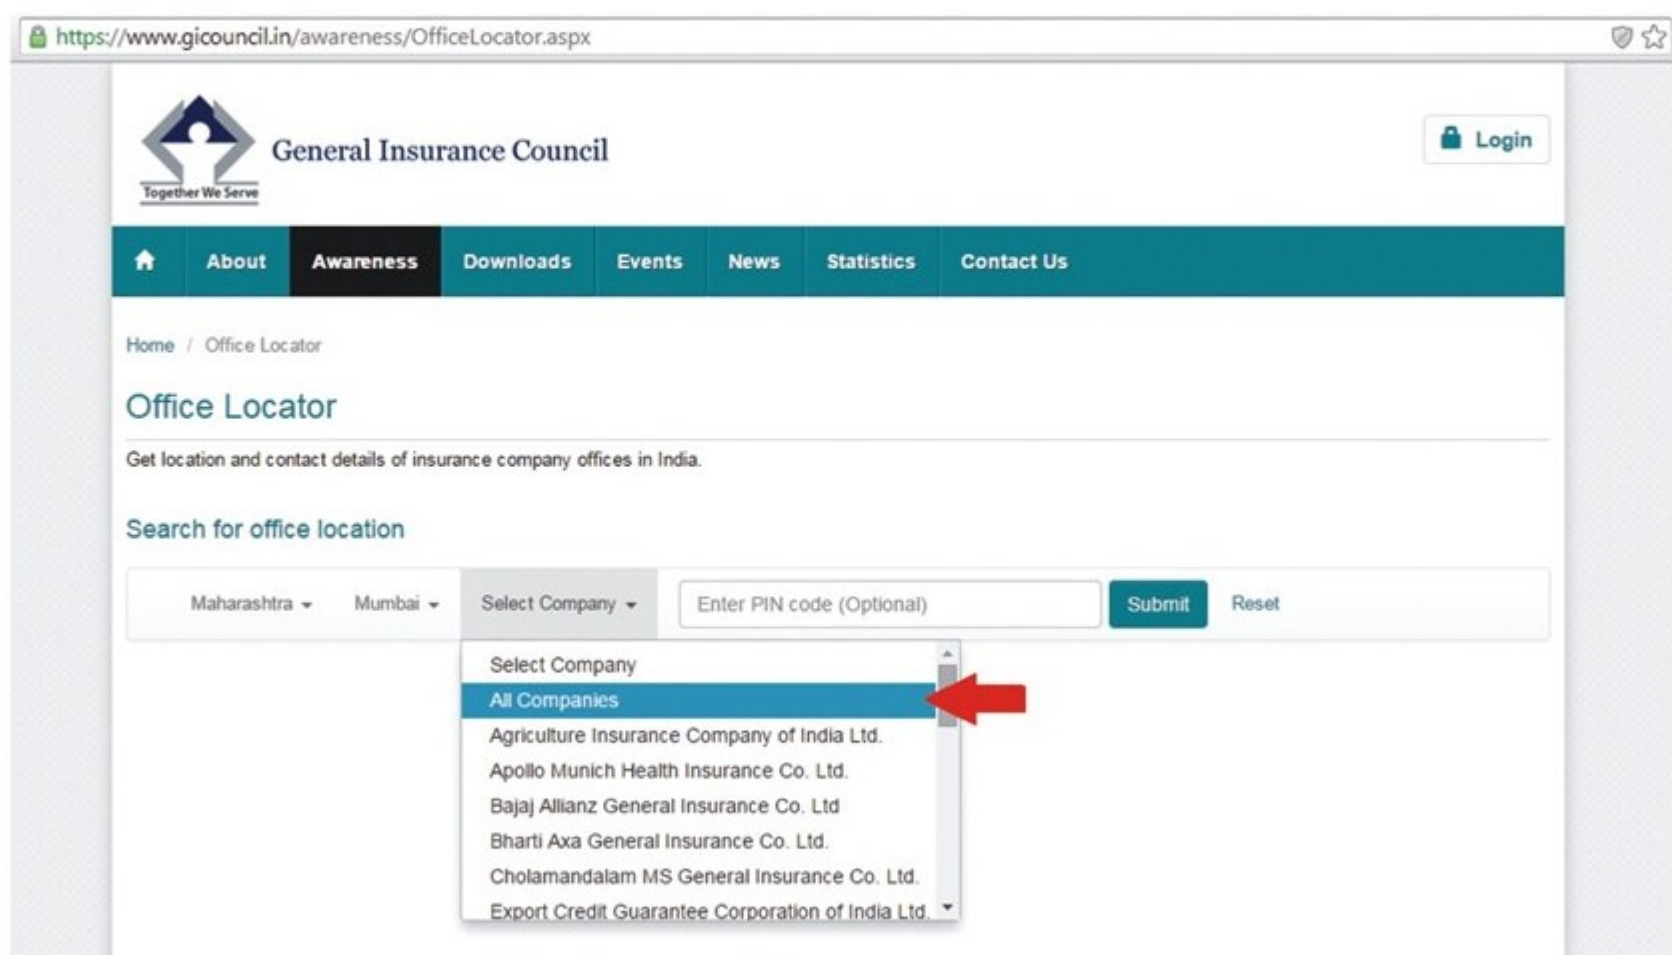 https://www.gicouncil.in/awareness/OfficeLocator.aspx
General Insurance Council
Together We Serve
Login
About Awareness Downloads Events News Statistics Contact Us
Home / Office Locator
Office Locator
Get location and contact details of insurance company offices in India.
Search for office location
Maharashtra Mumbai Select Company Enter PIN code (Optional) Submit Reset
Select Company
All Companies
Agriculture Insurance Company of India Ltd.
Apollo Munich Health Insurance Co. Ltd.
Bajaj Allianz General Insurance Co. Ltd
Bharti Axa General Insurance Co. Ltd.
Cholamandalam MS General Insurance Co. Ltd.
Export Credit Guarantee Corporation of India Ltd.